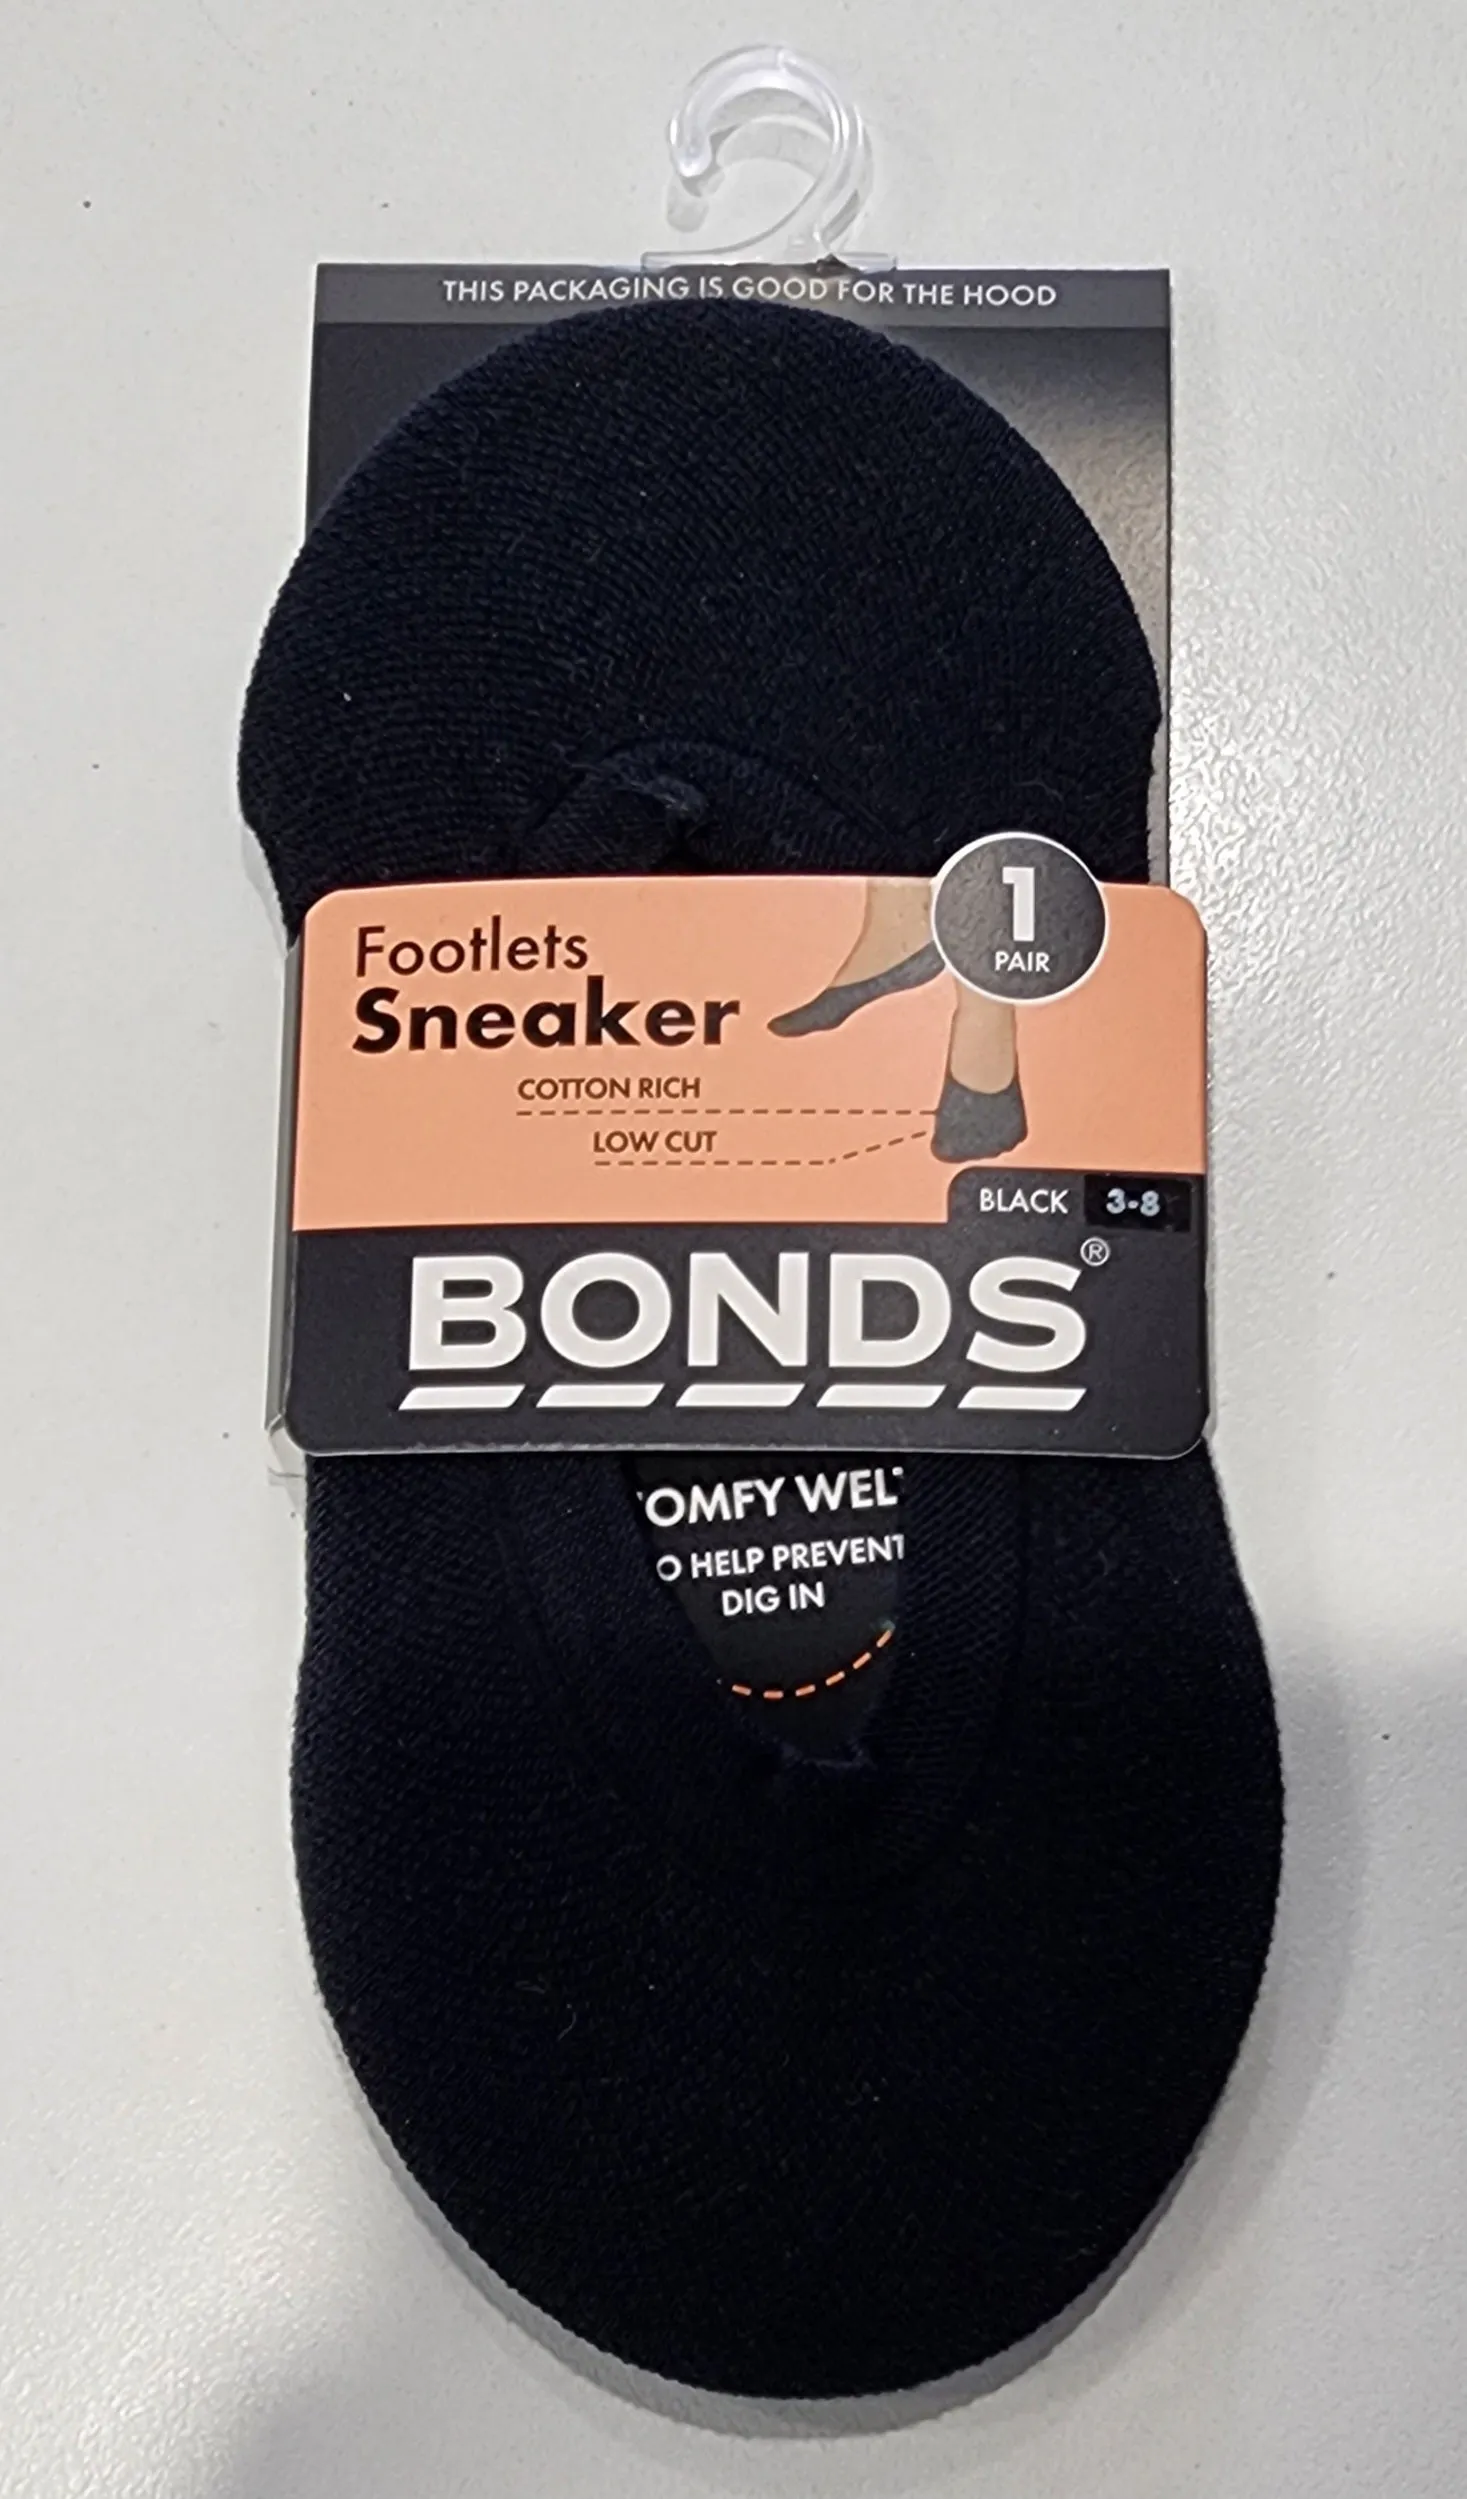 THIS PACKAGING IS GOOD FOR THE HOOD
1
PAIR
Footlets
Sneaker
COTTON RICH
LOW CUT
BLACK 3-8
BONDS®
OMFY WEL
O HELP PREVENT
DIG IN